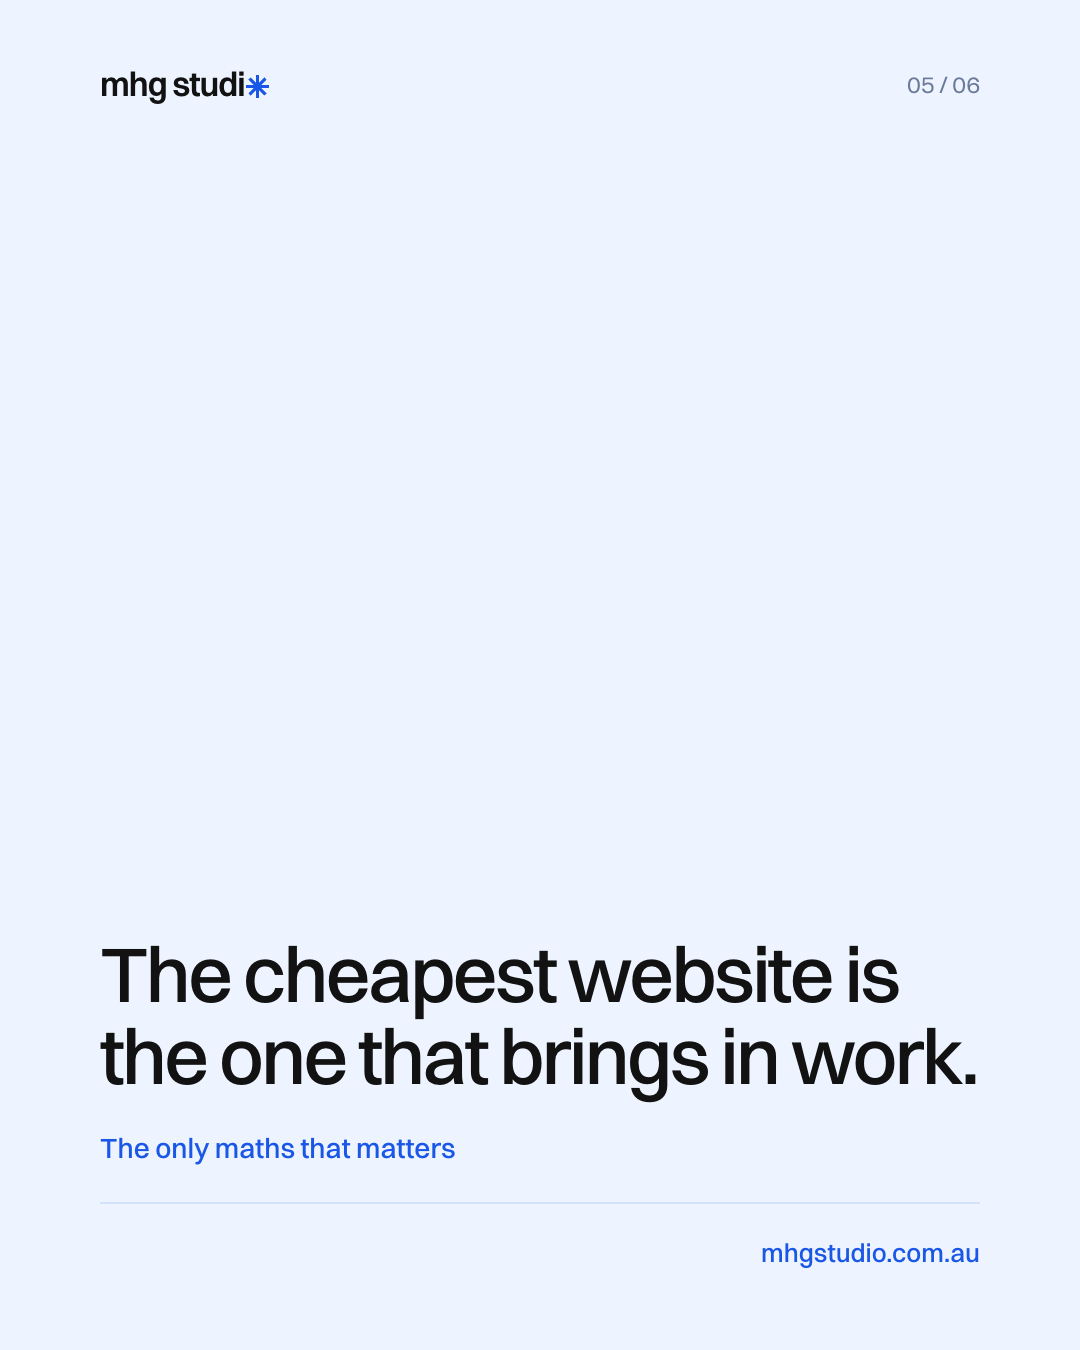 mhg studi*
05 / 06
The cheapest website is
the one that brings in work.
The only maths that matters
mhgstudio.com.au